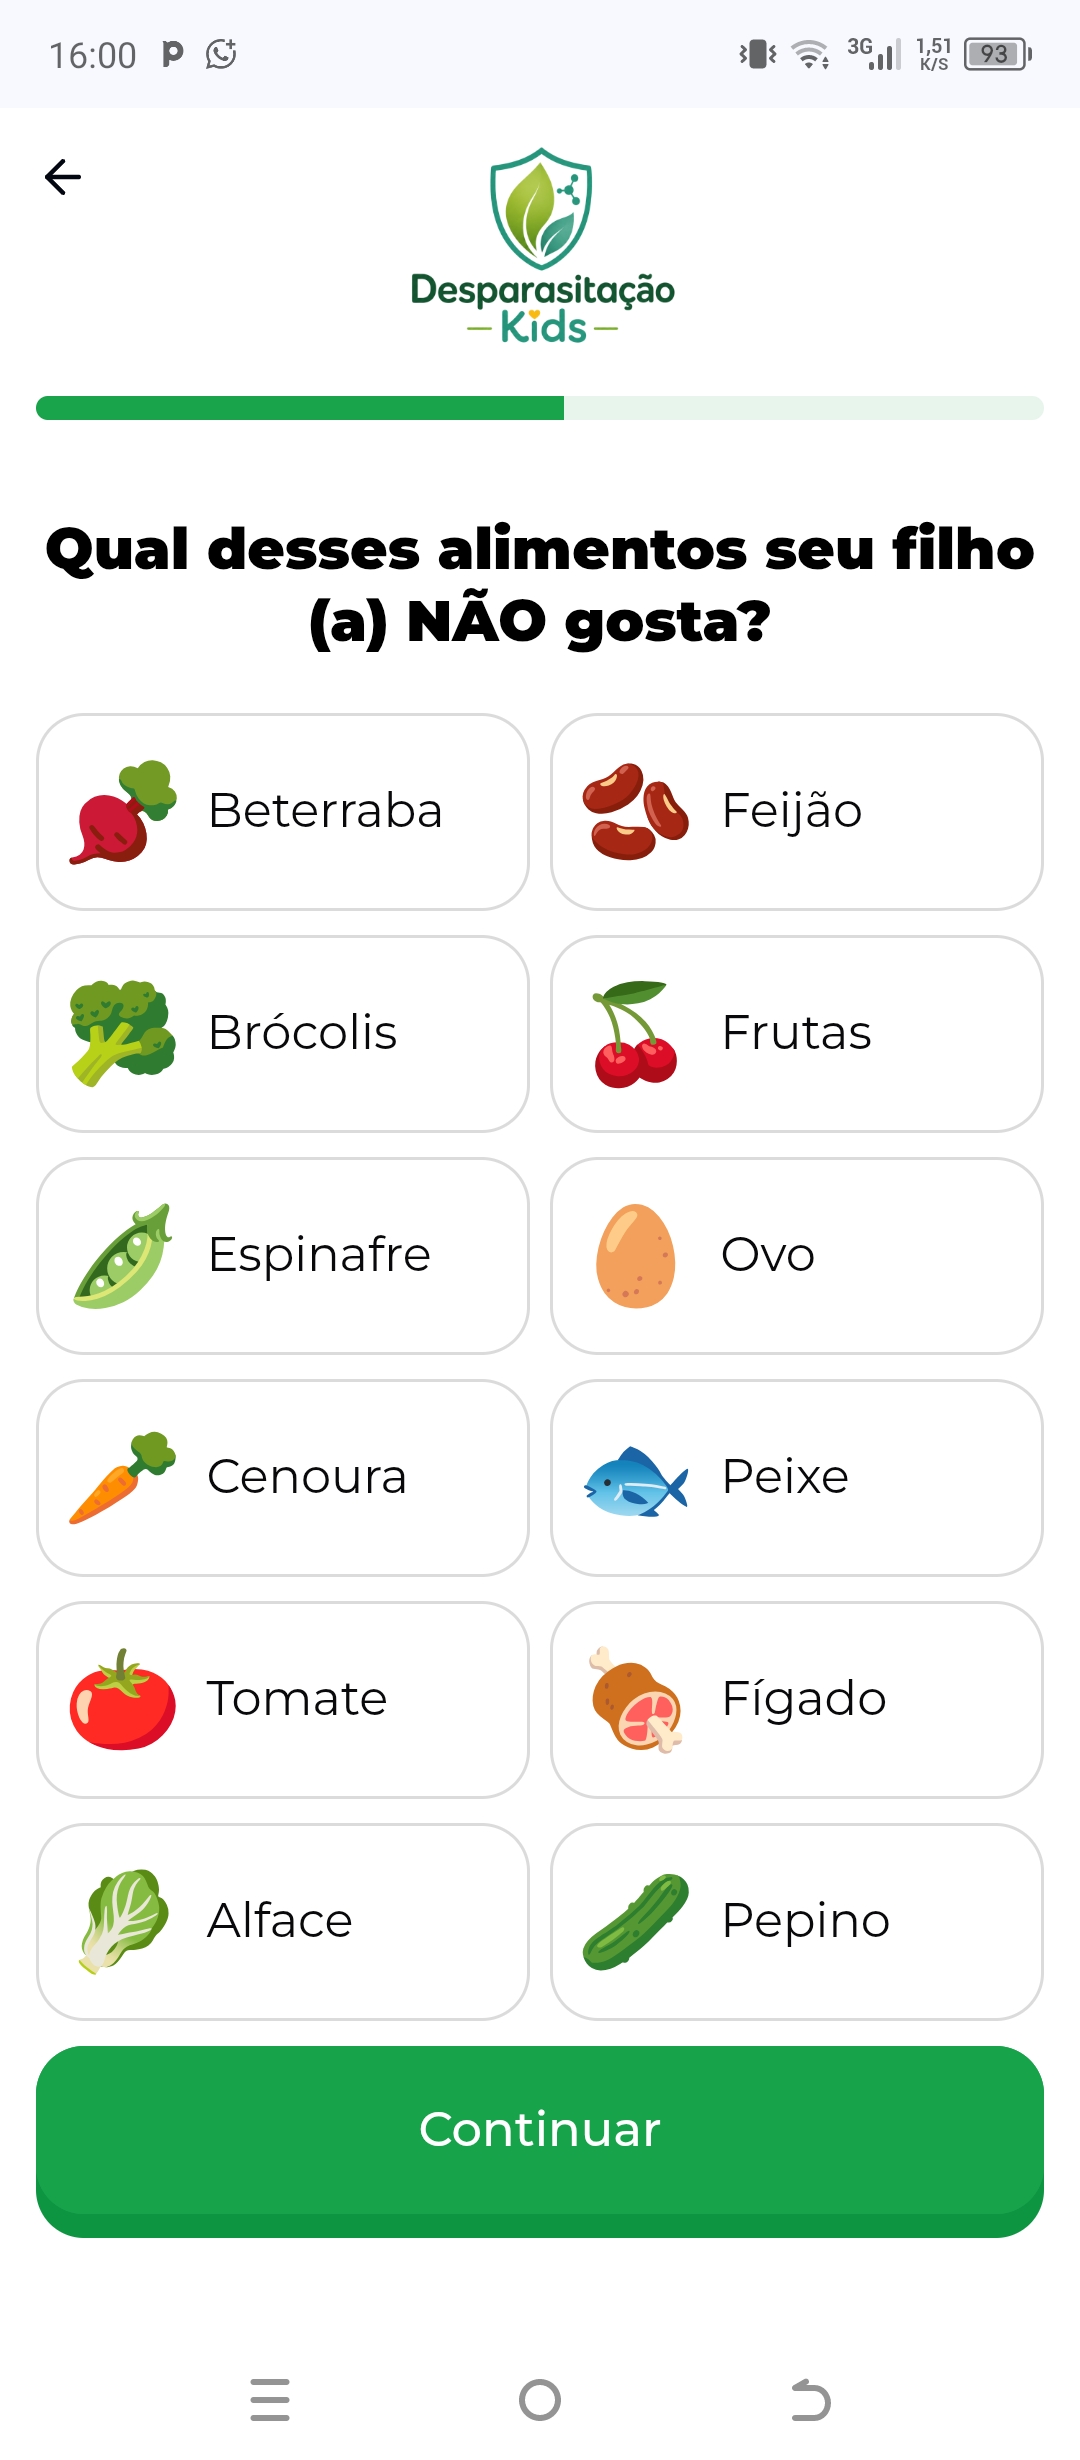 16:00
3G
1,51
K/S
93
Desparasitação
Kids
Qual desses alimentos seu filho
(a) NÃO gosta?
Beterraba
Feijão
Brócolis
Frutas
Espinafre
Ovo
Cenoura
Peixe
Tomate
Fígado
Alface
Pepino
Continuar